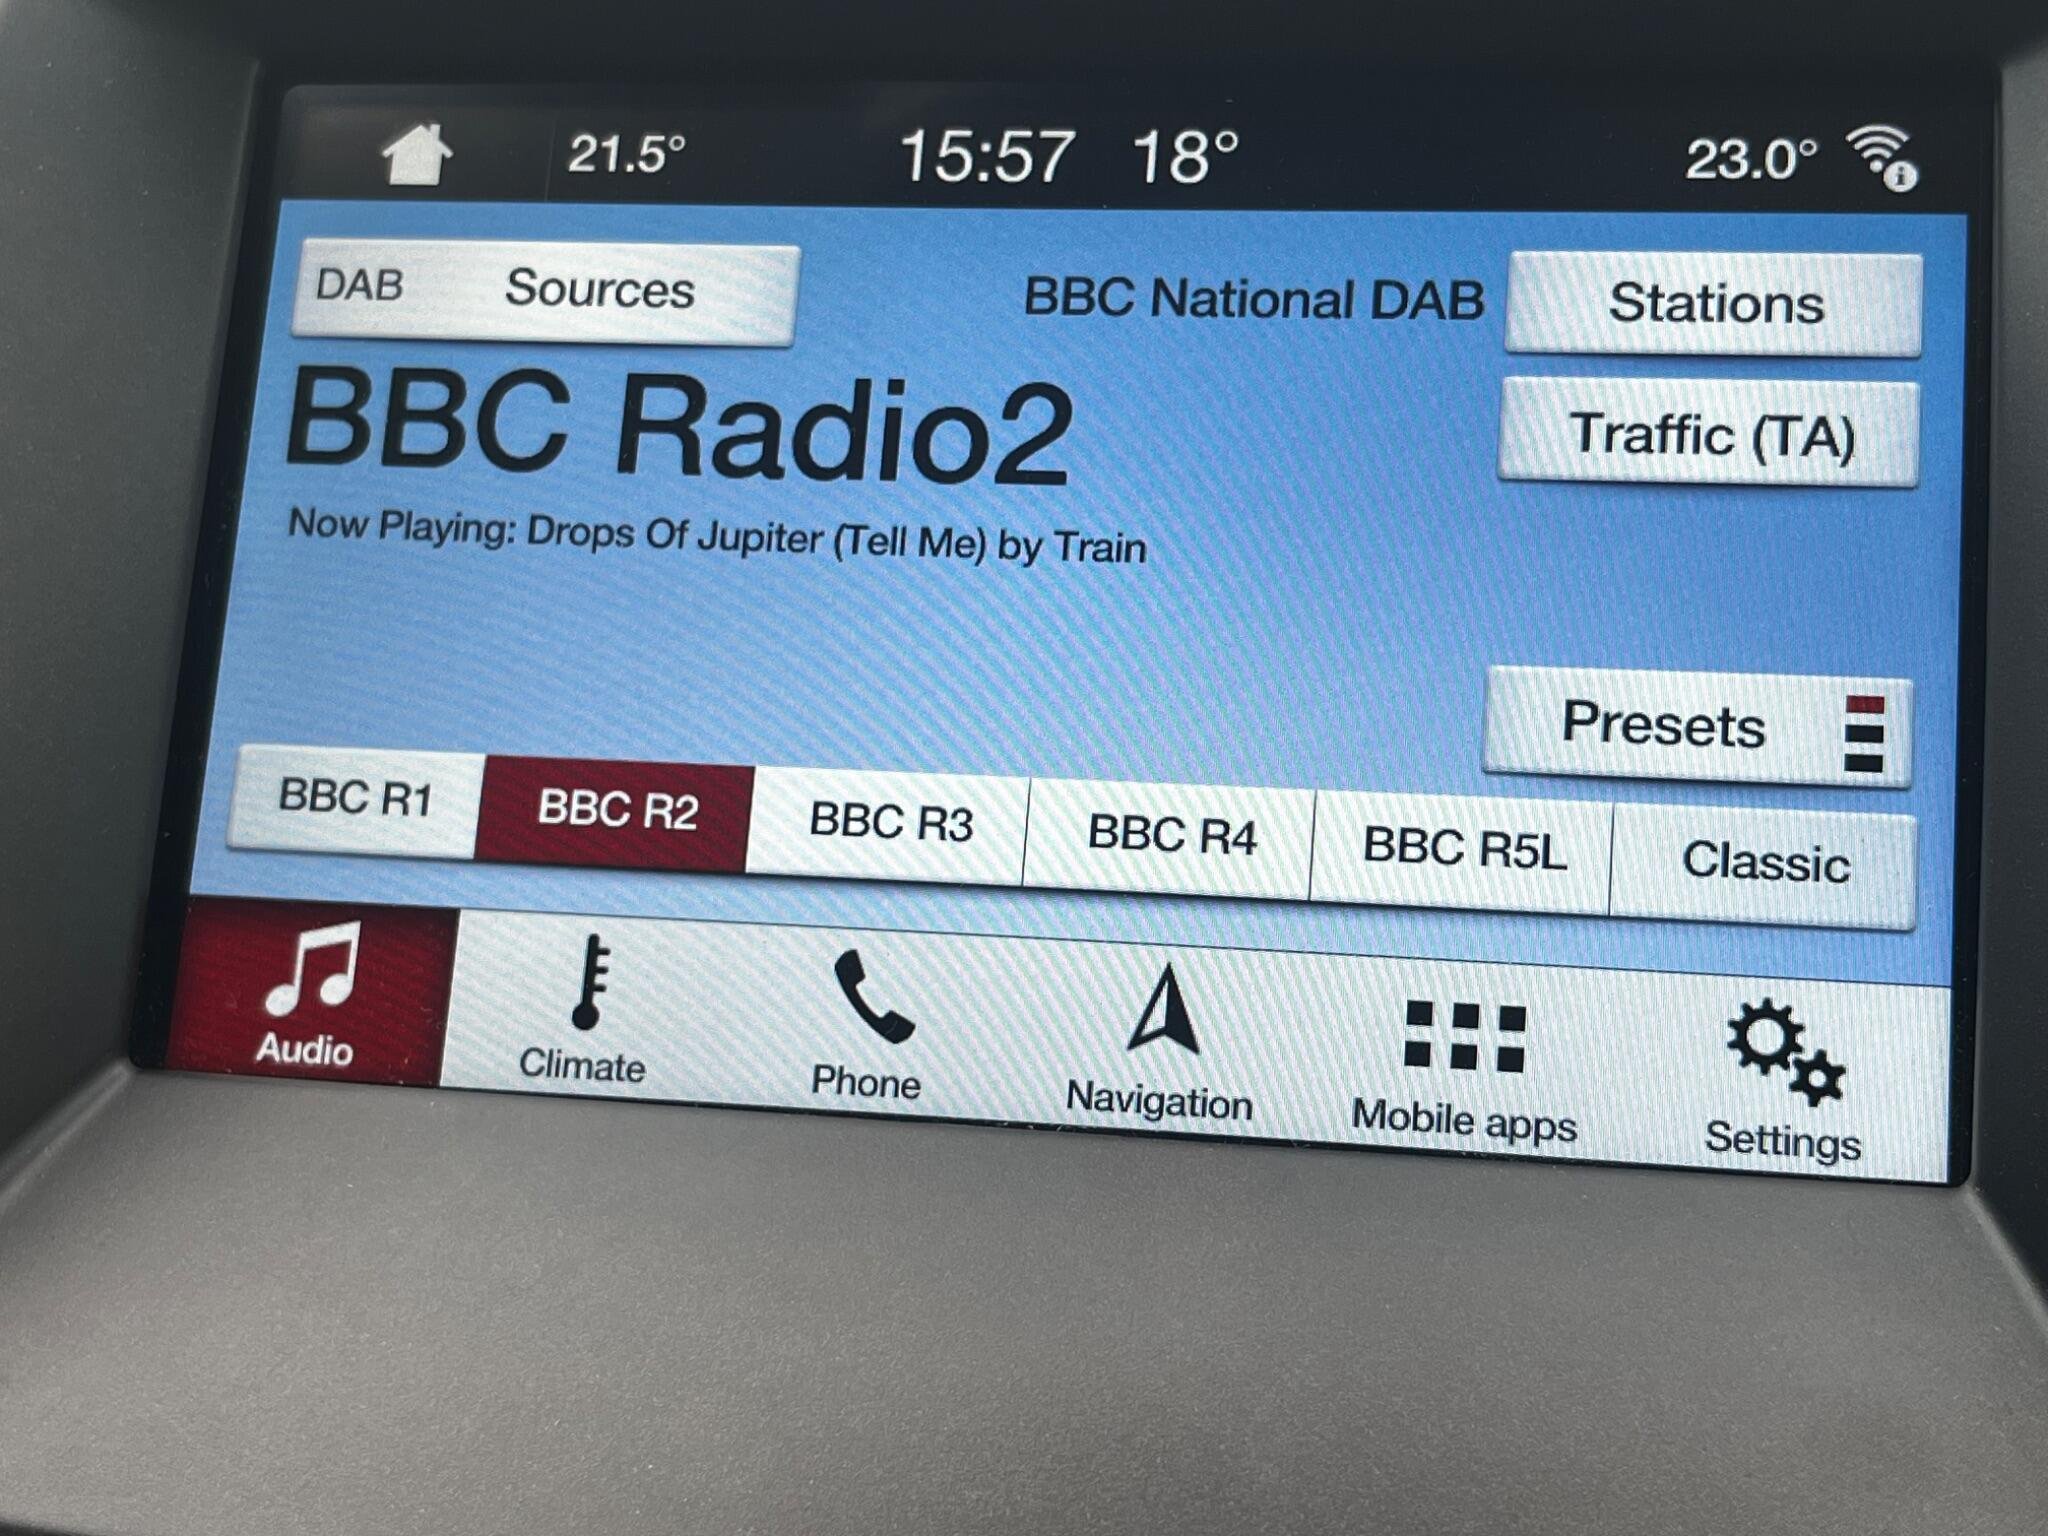 21.5° 15:57 18° 23.0°
DAB Sources BBC National DAB Stations
BBC Radio2 Traffic (TA)
Now Playing: Drops Of Jupiter (Tell Me) by Train
Presets
BBC R1 BBC R2 BBC R3 BBC R4 BBC R5L Classic
Audio Climate Phone Navigation Mobile apps Settings